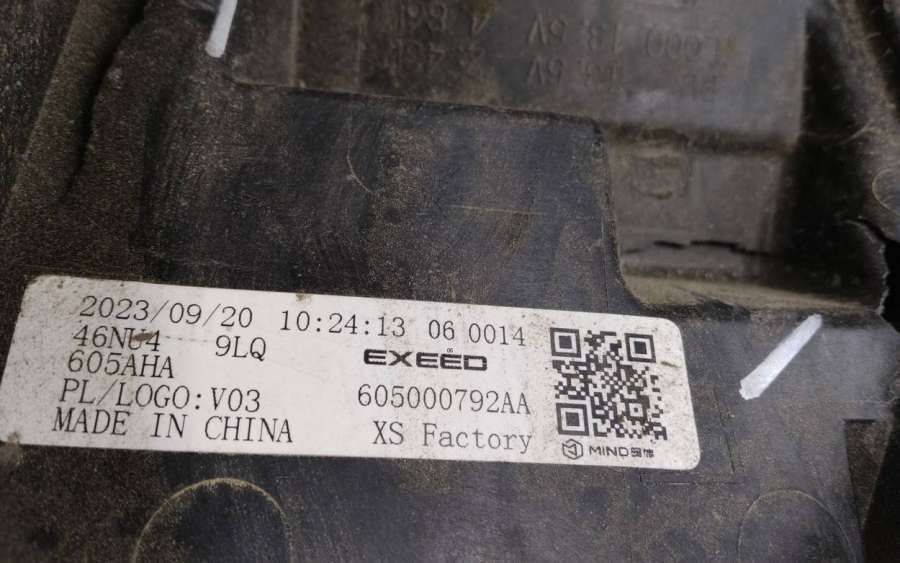 2023/09/20 10:24:13 06 0014
46NU4 9LQ
EXEED
605AHA
PL/LOGO:V03 605000792AA
MADE IN CHINA XS Factory
MIND